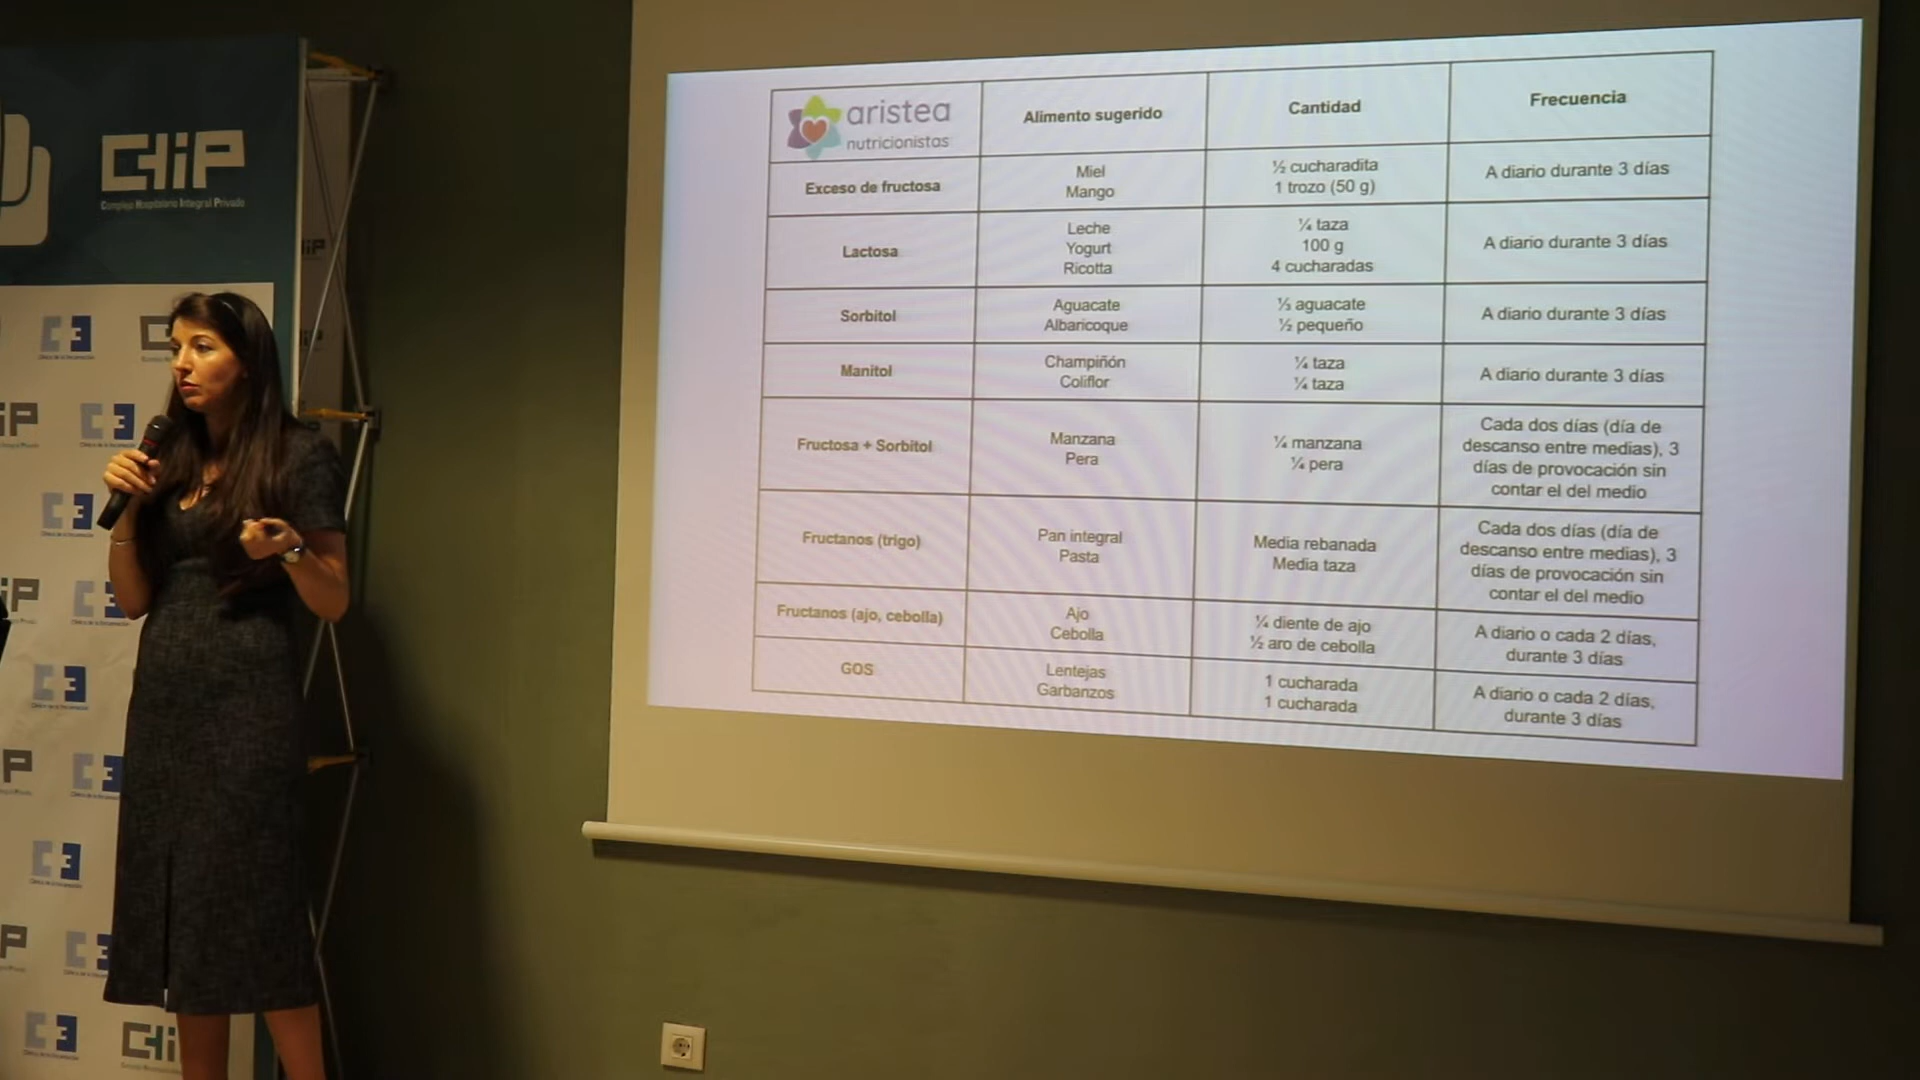 CHiP
Complejo Hospitalario Integral Privado
aristea
nutricionistas
Alimento sugerido
Cantidad
Frecuencia
Exceso de fructosa
Miel
Mango
½ cucharadita
1 trozo (50 g)
A diario durante 3 días
Lactosa
Leche
Yogurt
Ricotta
¼ taza
100 g
4 cucharadas
A diario durante 3 días
Sorbitol
Aguacate
Albaricoque
⅓ aguacate
½ pequeño
A diario durante 3 días
Manitol
Champiñón
Coliflor
¼ taza
¼ taza
A diario durante 3 días
Fructosa + Sorbitol
Manzana
Pera
¼ manzana
¼ pera
Cada dos días (día de
descanso entre medias), 3
días de provocación sin
contar el del medio
Fructanos (trigo)
Pan integral
Pasta
Media rebanada
Media taza
Cada dos días (día de
descanso entre medias), 3
días de provocación sin
contar el del medio
Fructanos (ajo, cebolla)
Ajo
Cebolla
¼ diente de ajo
½ aro de cebolla
A diario o cada 2 días,
durante 3 días
GOS
Lentejas
Garbanzos
1 cucharada
1 cucharada
A diario o cada 2 días,
durante 3 días